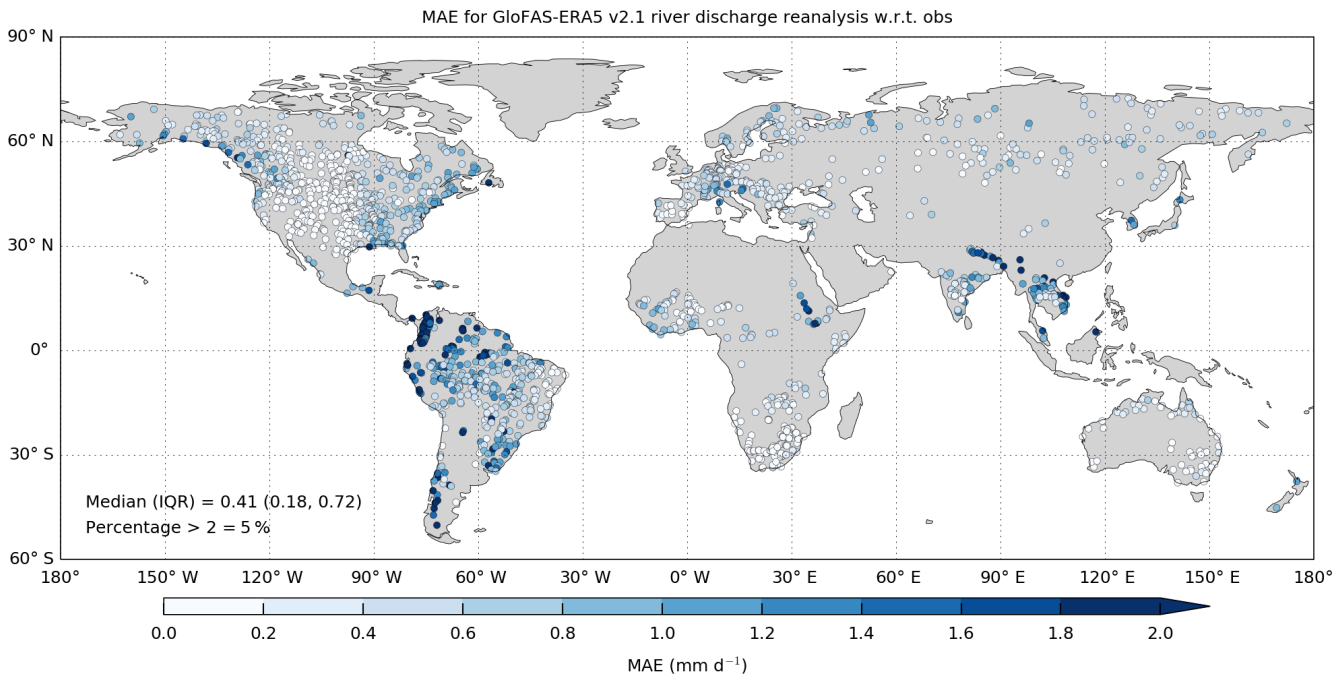 MAE for GloFAS-ERA5 v2.1 river discharge reanalysis w.r.t. obs
90° N
60° N
30° N
0°
30° S
60° S
Median (IQR) = 0.41 (0.18, 0.72)
Percentage > 2 = 5 %
180° 150° W 120° W 90° W 60° W 30° W 0° W 30° E 60° E 90° E 120° E 150° E 180°
0.0 0.2 0.4 0.6 0.8 1.0 1.2 1.4 1.6 1.8 2.0
MAE (mm d⁻¹)